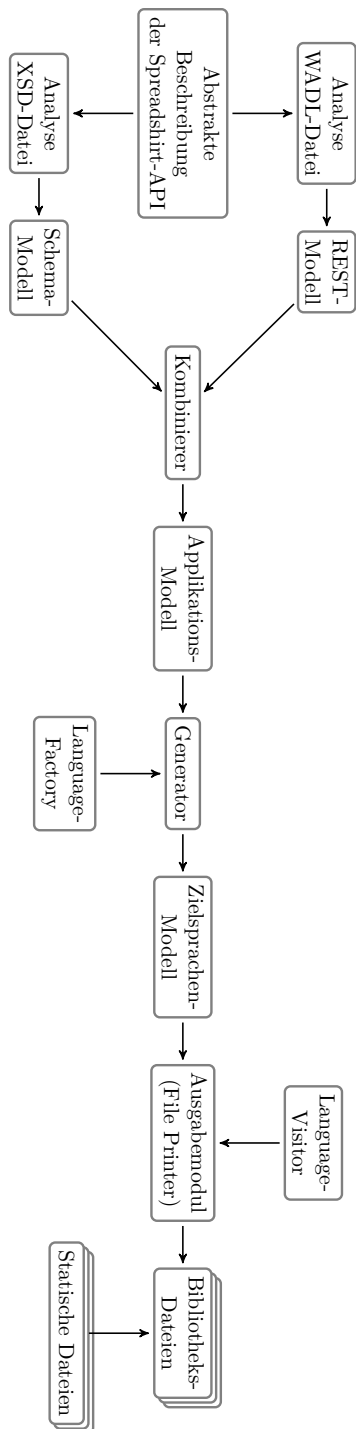 Abstrakte
Beschreibung
der Spreadshirt-API
Analyse
WADL-Datei
REST-
Modell
Analyse
XSD-Datei
Schema-
Modell
Kombinierer
Applikations-
Modell
Generator
Language-
Factory
Zielsprachen-
Modell
Ausgabemodul
(File Printer)
Language-
Visitor
Bibliotheks-
Dateien
Statische Dateien